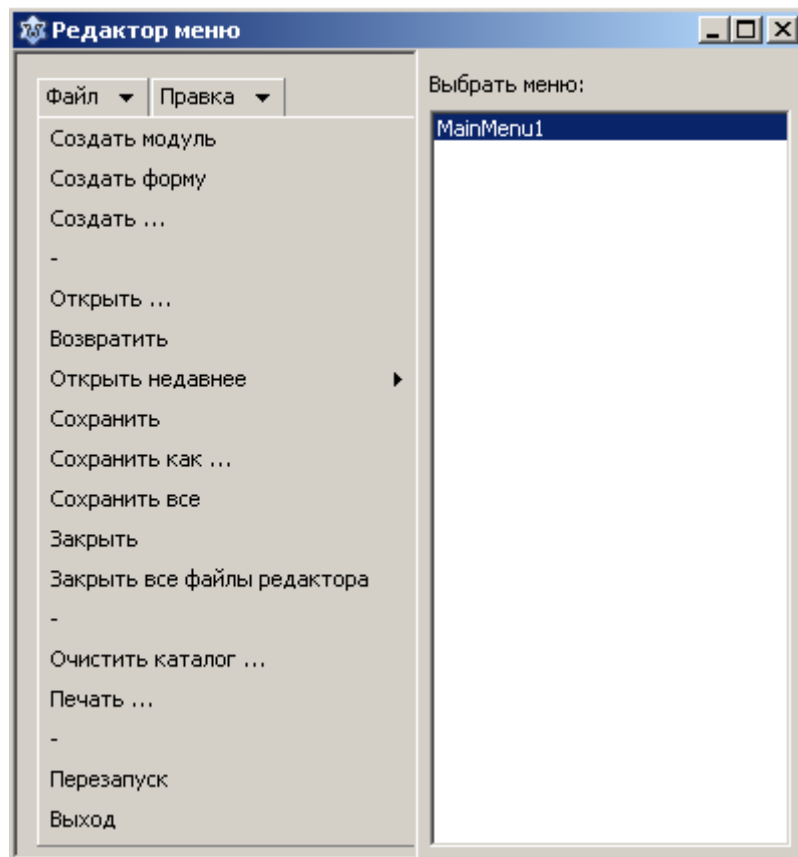 Редактор меню
Файл Правка
Создать модуль
Создать форму
Создать ...
-
Открыть ...
Возвратить
Открыть недавнее
Сохранить
Сохранить как ...
Сохранить все
Закрыть
Закрыть все файлы редактора
-
Очистить каталог ...
Печать ...
-
Перезапуск
Выход
Выбрать меню:
MainMenu1